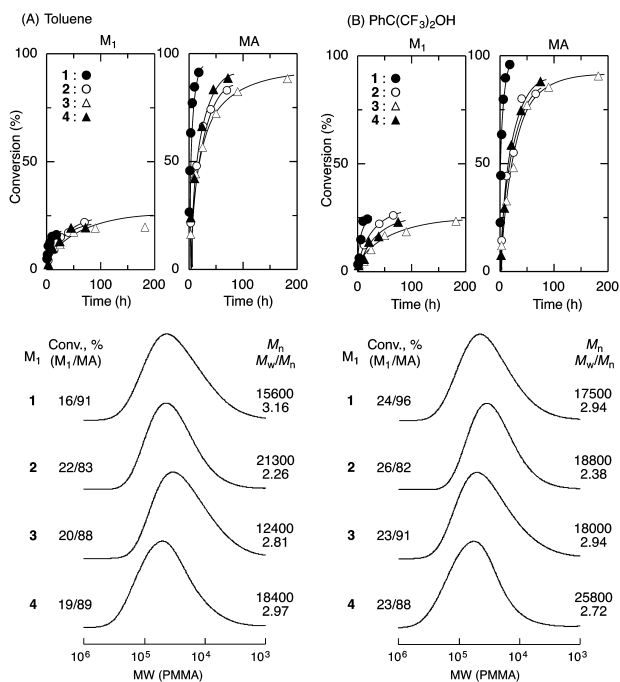 (A) Toluene
M1
MA
100
50
0
Conversion (%)
1 :
2 :
3 :
4 :
0 100 200
Time (h)
100
50
0
0 100 200
Time (h)
(B) PhC(CF3)2OH
M1
MA
100
50
0
Conversion (%)
1 :
2 :
3 :
4 :
0 100 200
Time (h)
100
50
0
0 100 200
Time (h)
M1
Conv., %
(M1/MA)
Mn
Mw/Mn
1 16/91 15600
3.16
2 22/83 21300
2.26
3 20/88 12400
2.81
4 19/89 18400
2.97
10^6 10^5 10^4 10^3
MW (PMMA)
M1
Conv., %
(M1/MA)
Mn
Mw/Mn
1 24/96 17500
2.94
2 26/82 18800
2.38
3 23/91 18000
2.94
4 23/88 25800
2.72
10^6 10^5 10^4 10^3
MW (PMMA)